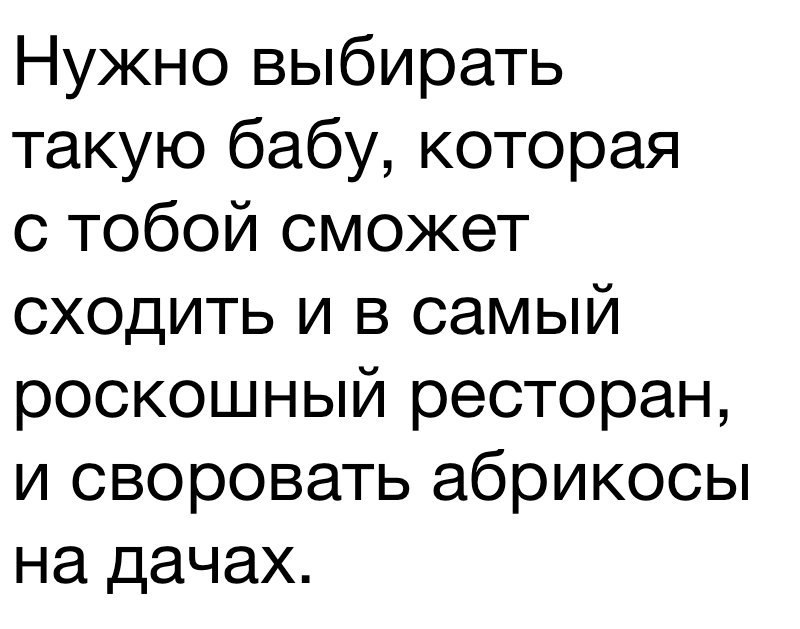 Нужно выбирать
такую бабу, которая
с тобой сможет
сходить и в самый
роскошный ресторан,
и своровать абрикосы
на дачах.